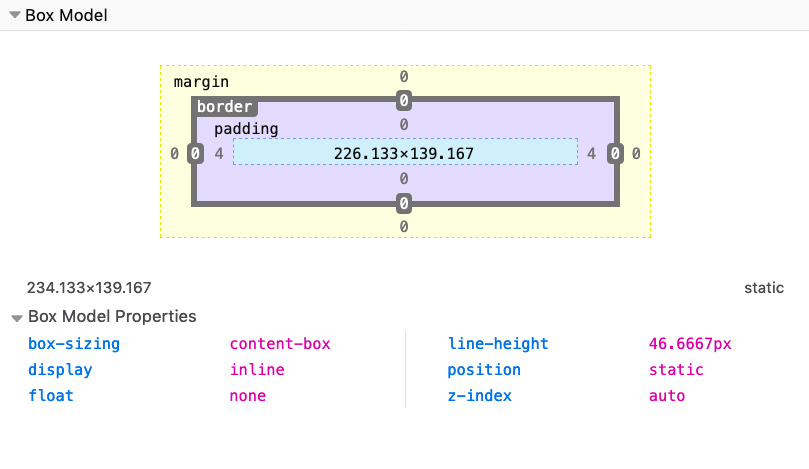 Box Model
margin 0
border 0
padding 0
0 0 4 226.133×139.167 4 0 0
0
0
0
234.133×139.167 static
Box Model Properties
box-sizing content-box line-height 46.6667px
display inline position static
float none z-index auto